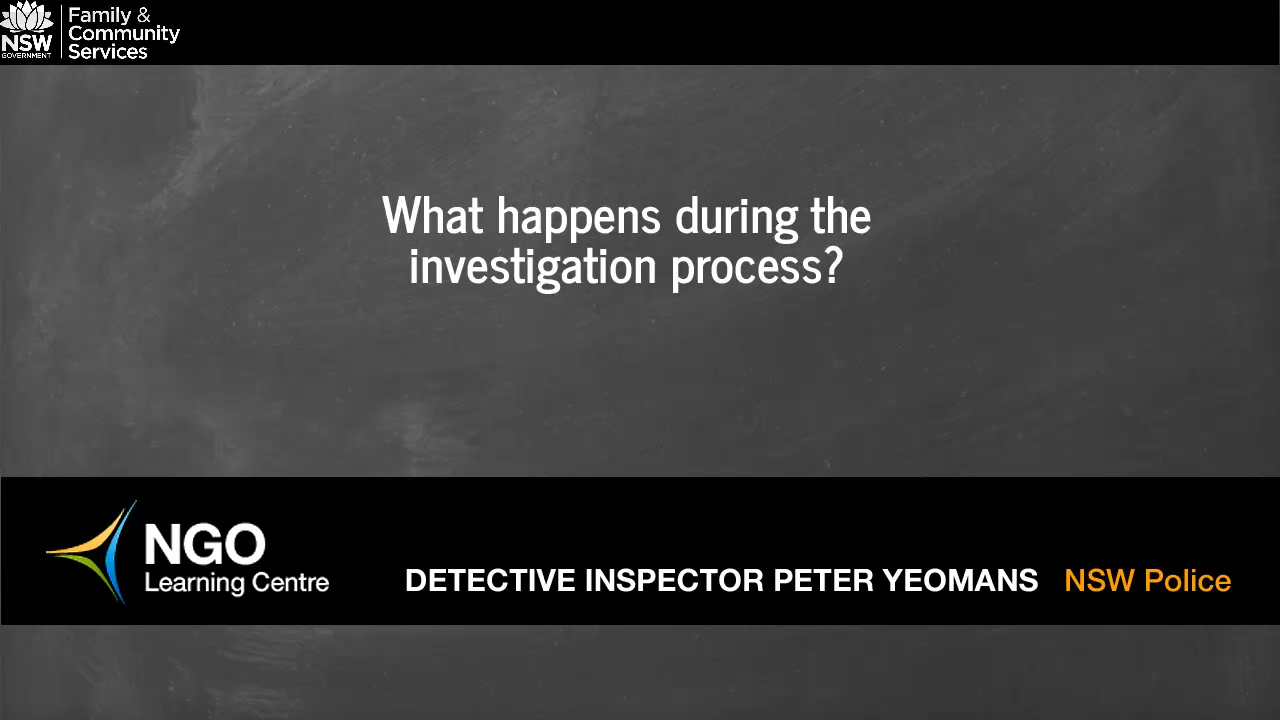 Family &
Community
Services
NSW
GOVERNMENT
What happens during the
investigation process?
NGO
Learning Centre
DETECTIVE INSPECTOR PETER YEOMANS NSW Police